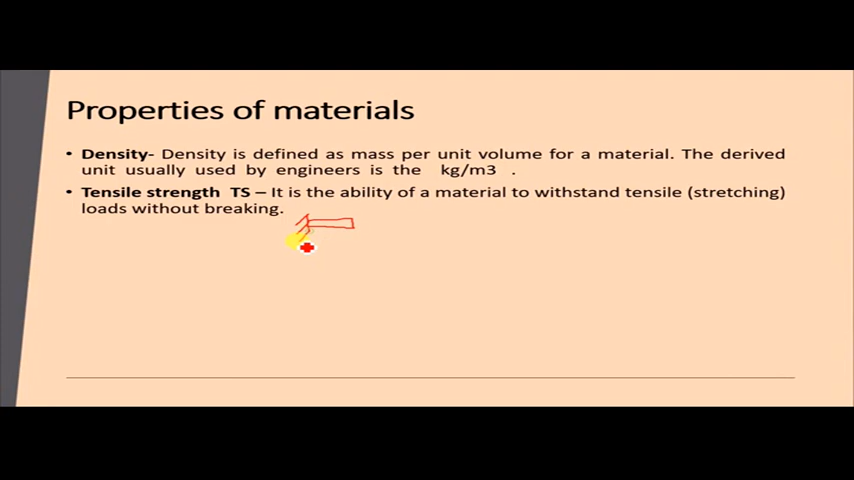 Properties of materials
• Density- Density is defined as mass per unit volume for a material. The derived
unit usually used by engineers is the kg/m3 .
• Tensile strength TS – It is the ability of a material to withstand tensile (stretching)
loads without breaking.